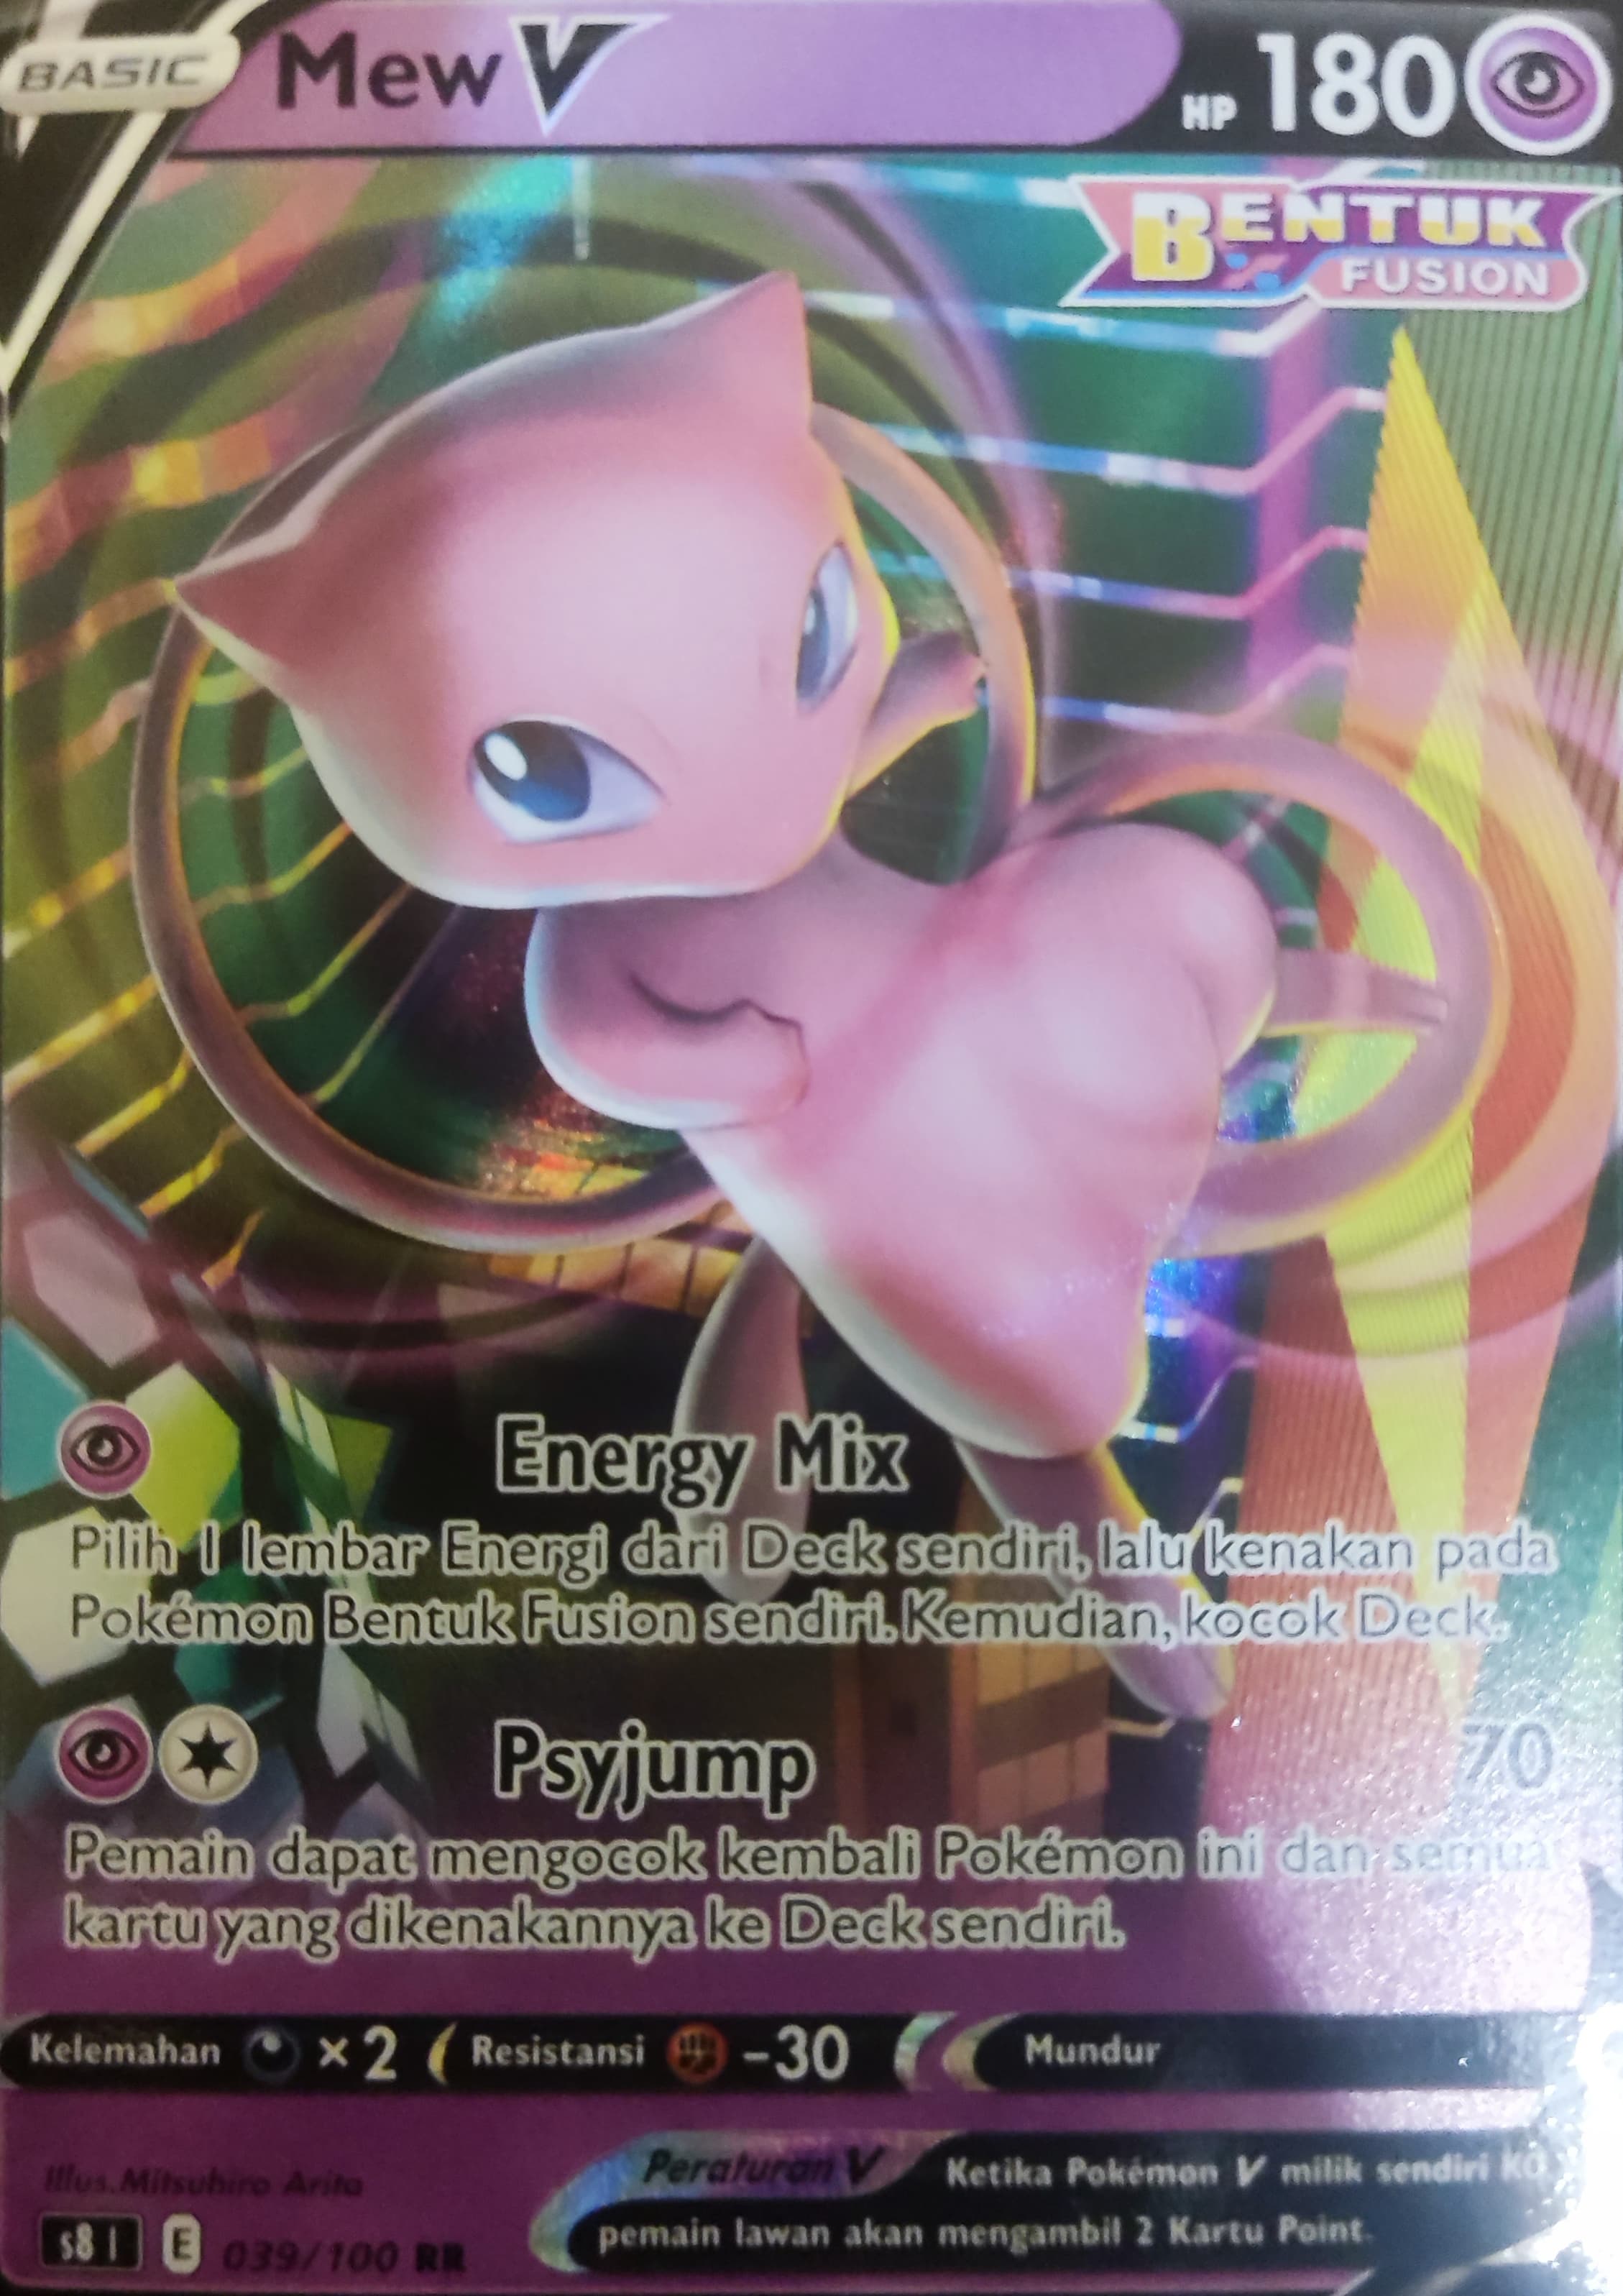 BASIC Mew V HP 180
BENTUK
FUSION
Energy Mix
Pilih 1 lembar Energi dari Deck sendiri, lalu kenakan pada
Pokémon Bentuk Fusion sendiri. Kemudian, kocok Deck.
Psyjump 70
Pemain dapat mengocok kembali Pokémon ini dan semua
kartu yang dikenakannya ke Deck sendiri.
Kelemahan ×2 Resistansi -30 Mundur
Illus. Mitsuhiro Arita
Peraturan V Ketika Pokémon V milik sendiri KO,
pemain lawan akan mengambil 2 Kartu Point.
s8 I E 039/100 RR